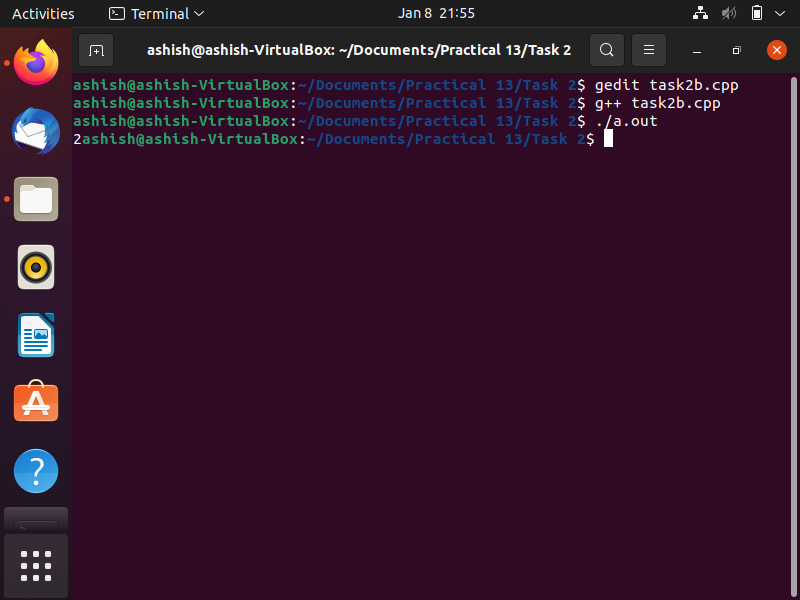 Activities Terminal Jan 8 21:55
ashish@ashish-VirtualBox: ~/Documents/Practical 13/Task 2
ashish@ashish-VirtualBox:~/Documents/Practical 13/Task 2$ gedit task2b.cpp
ashish@ashish-VirtualBox:~/Documents/Practical 13/Task 2$ g++ task2b.cpp
ashish@ashish-VirtualBox:~/Documents/Practical 13/Task 2$ ./a.out
2ashish@ashish-VirtualBox:~/Documents/Practical 13/Task 2$